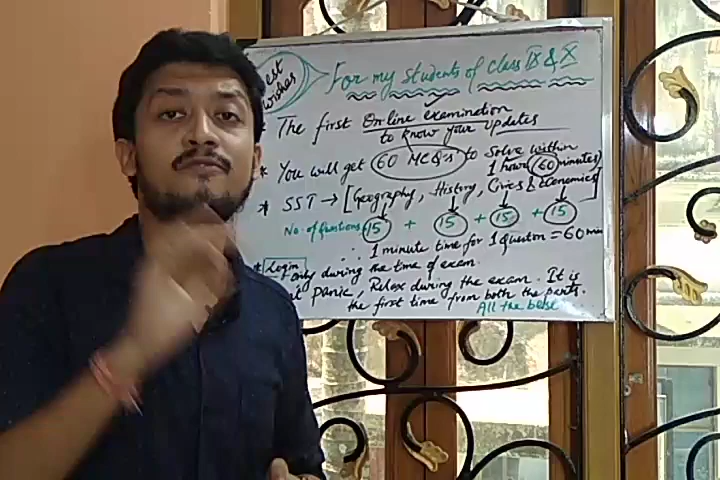 Best
wishes
For my students of class IX & X
* The first On-line examination
to know your updates
* You will get 60 MCQ's to Solve within
1 hour (60 minutes)
* SST → [Geography, History, Civics & Economics]
No. of Questions 15 + 15 + 15 + 15
∴ 1 minute time for 1 Question = 60 min
* Login only during the time of exam.
panic, Relax during the exam. It is
the first time from both the parts.
All the best